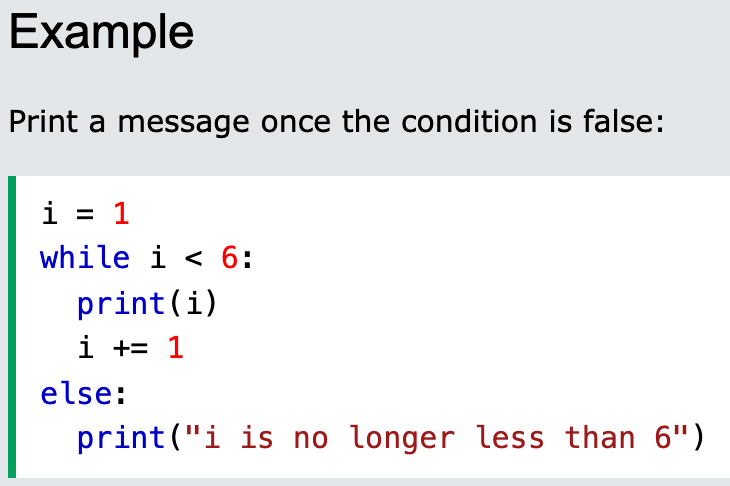 Example
Print a message once the condition is false:
i = 1
while i < 6:
  print(i)
  i += 1
else:
  print("i is no longer less than 6")